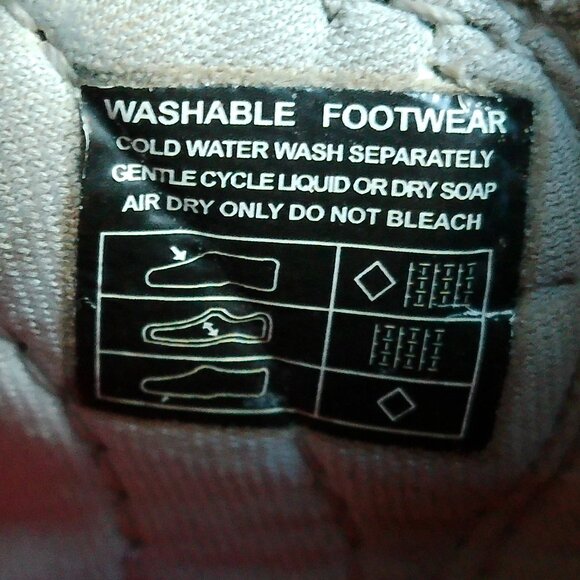 WASHABLE FOOTWEAR
COLD WATER WASH SEPARATELY
GENTLE CYCLE LIQUID OR DRY SOAP
AIR DRY ONLY DO NOT BLEACH